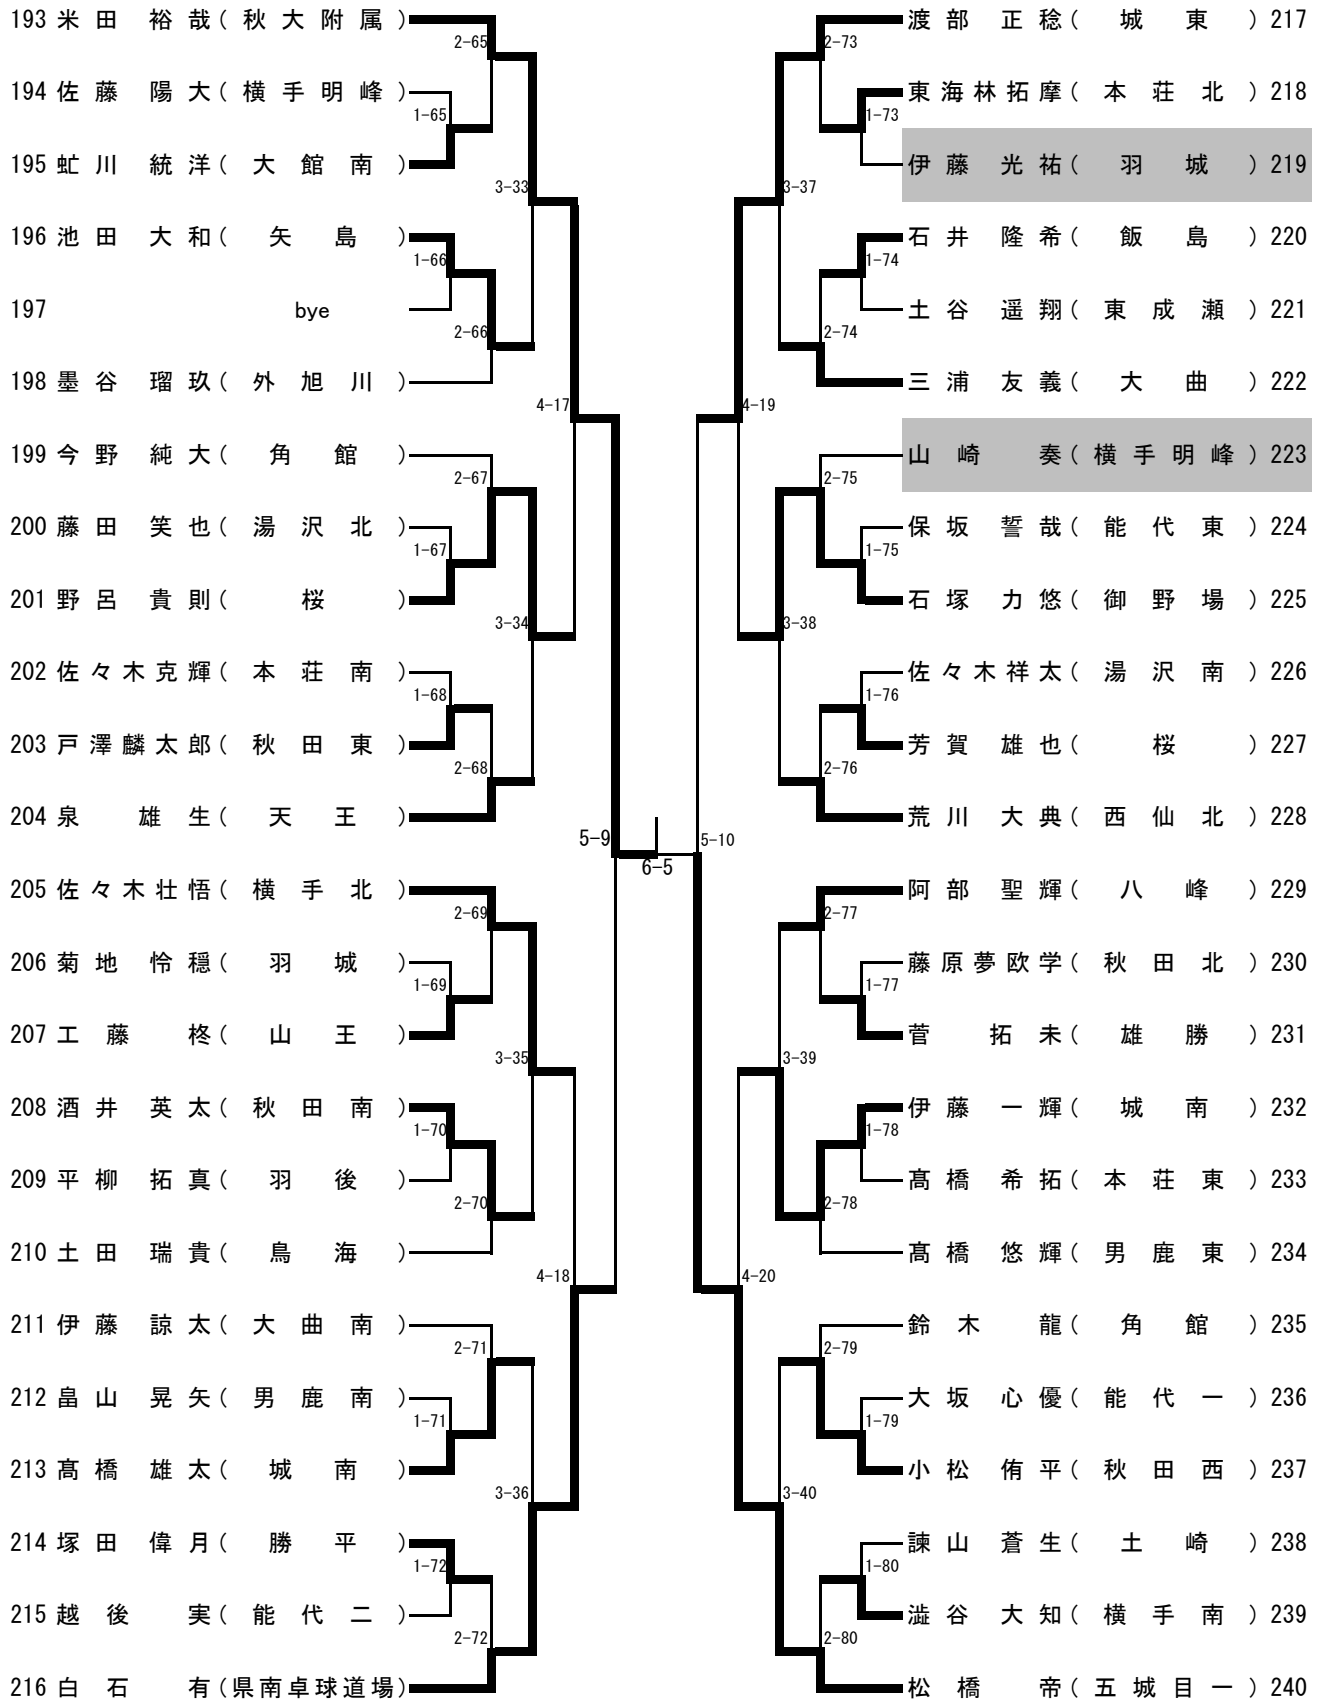 193 米田 裕哉(秋大附属)
2-65
194 佐藤 陽大(横手明峰)
1-65
195 虻川 統洋(大館南)
3-33
196 池田 大和(矢島)
1-66
197 bye
2-66
198 墨谷 瑠玖(外旭川)
4-17
199 今野 純大(角館)
2-67
200 藤田 笑也(湯沢北)
1-67
201 野呂 貴則(桜)
3-34
202 佐々木克輝(本荘南)
1-68
203 戸澤麟太郎(秋田東)
2-68
204 泉 雄生(天王)
5-9
205 佐々木壮悟(横手北)
2-69
206 菊地 怜穏(羽城)
1-69
207 工藤 柊(山王)
3-35
208 酒井 英太(秋田南)
1-70
209 平柳 拓真(羽後)
2-70
210 土田 瑞貴(鳥海)
4-18
211 伊藤 諒太(大曲南)
2-71
212 畠山 晃矢(男鹿南)
1-71
213 髙橋 雄太(城南)
3-36
214 塚田 偉月(勝平)
1-72
215 越後 実(能代二)
2-72
216 白石 有(県南卓球道場)
6-5
渡部 正稔(城東)217
2-73
東海林拓摩(本荘北)218
1-73
伊藤 光祐(羽城)219
3-37
石井 隆希(飯島)220
1-74
土谷 遥翔(東成瀬)221
2-74
三浦 友義(大曲)222
4-19
山崎 奏(横手明峰)223
2-75
保坂 誓哉(能代東)224
1-75
石塚 力悠(御野場)225
3-38
佐々木祥太(湯沢南)226
1-76
芳賀 雄也(桜)227
2-76
荒川 大典(西仙北)228
5-10
阿部 聖輝(八峰)229
2-77
藤原夢欧学(秋田北)230
1-77
菅 拓未(雄勝)231
3-39
伊藤 一輝(城南)232
1-78
髙橋 希拓(本荘東)233
2-78
髙橋 悠輝(男鹿東)234
4-20
鈴木 龍(角館)235
2-79
大坂 心優(能代一)236
1-79
小松 侑平(秋田西)237
3-40
諫山 蒼生(土崎)238
1-80
澁谷 大知(横手南)239
2-80
松橋 帝(五城目一)240